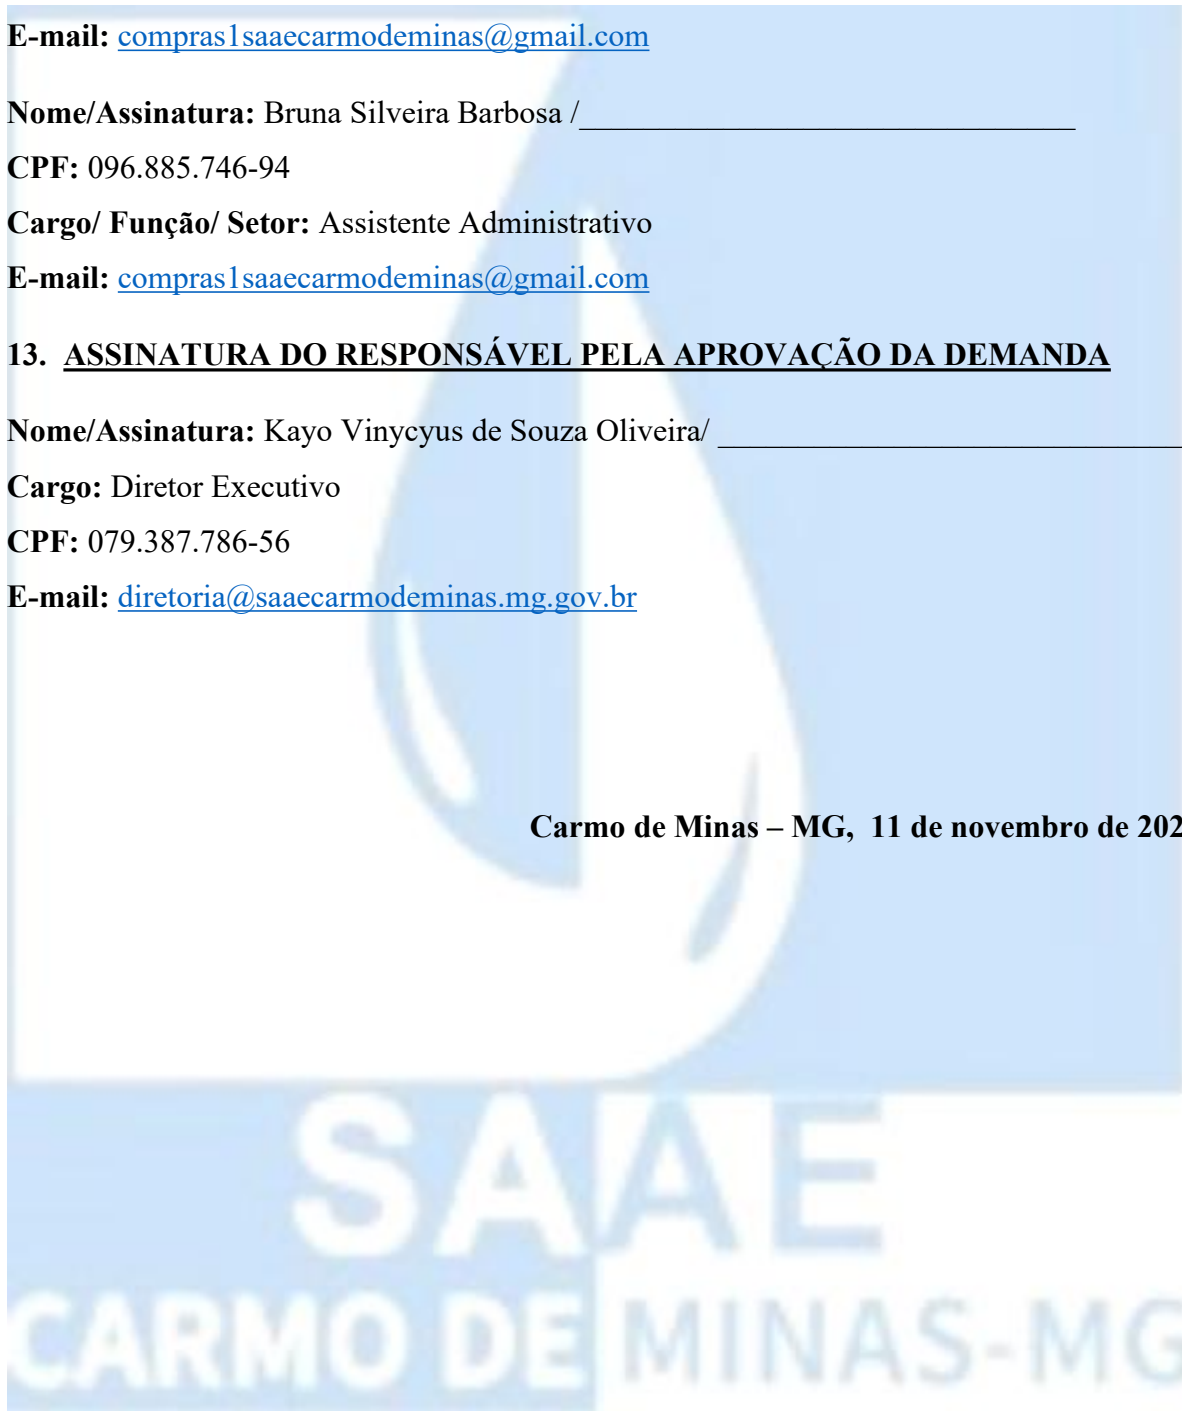 E-mail: compras1saaecarmodeminas@gmail.com
Nome/Assinatura: Bruna Silveira Barbosa /_______________________________
CPF: 096.885.746-94
Cargo/ Função/ Setor: Assistente Administrativo
E-mail: compras1saaecarmodeminas@gmail.com
13. ASSINATURA DO RESPONSÁVEL PELA APROVAÇÃO DA DEMANDA
Nome/Assinatura: Kayo Vinycyus de Souza Oliveira/ _____________________________
Cargo: Diretor Executivo
CPF: 079.387.786-56
E-mail: diretoria@saaecarmodeminas.mg.gov.br
Carmo de Minas – MG, 11 de novembro de 202
SAAE
CARMO DE MINAS-MG